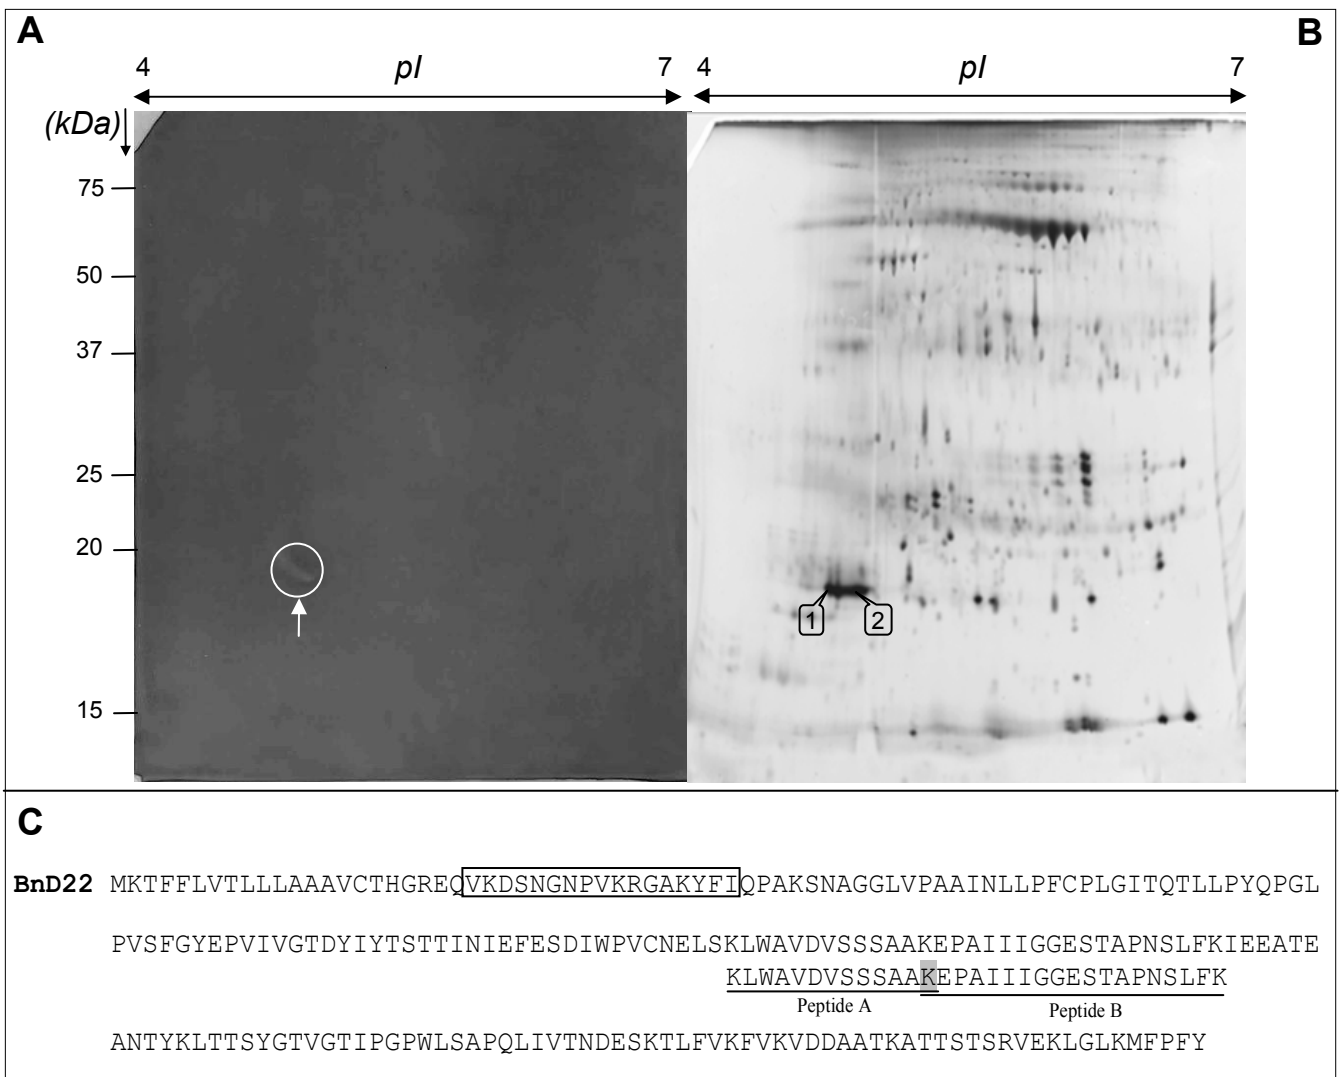 A B
4 pI 7 4 pI 7
(kDa)
75
50
37
25
20
1 2
15
C
BnD22 MKTFFLVTLLLAAAVCTHGREQVKDSNGNPVKRGAKYFIQPAKSNAGGLVPAAINLLPFCPLGITQTLLPYQPGL
PVSFGYEPVIVGTDYIYTSTTINIEFESDIWPVCNELSKLWAVDVSSSAAKEPAIIIGGESTAPNSLFKIEEATE
KLWAVDVSSSAAKEPAIIIGGESTAPNSLFK
Peptide A Peptide B
ANTYKLTTSYGTVGTIPGPWLSAPQLIVTNDESKTLFVKFVKVDDAATKATTSTSRVEKLGLKMFPFY